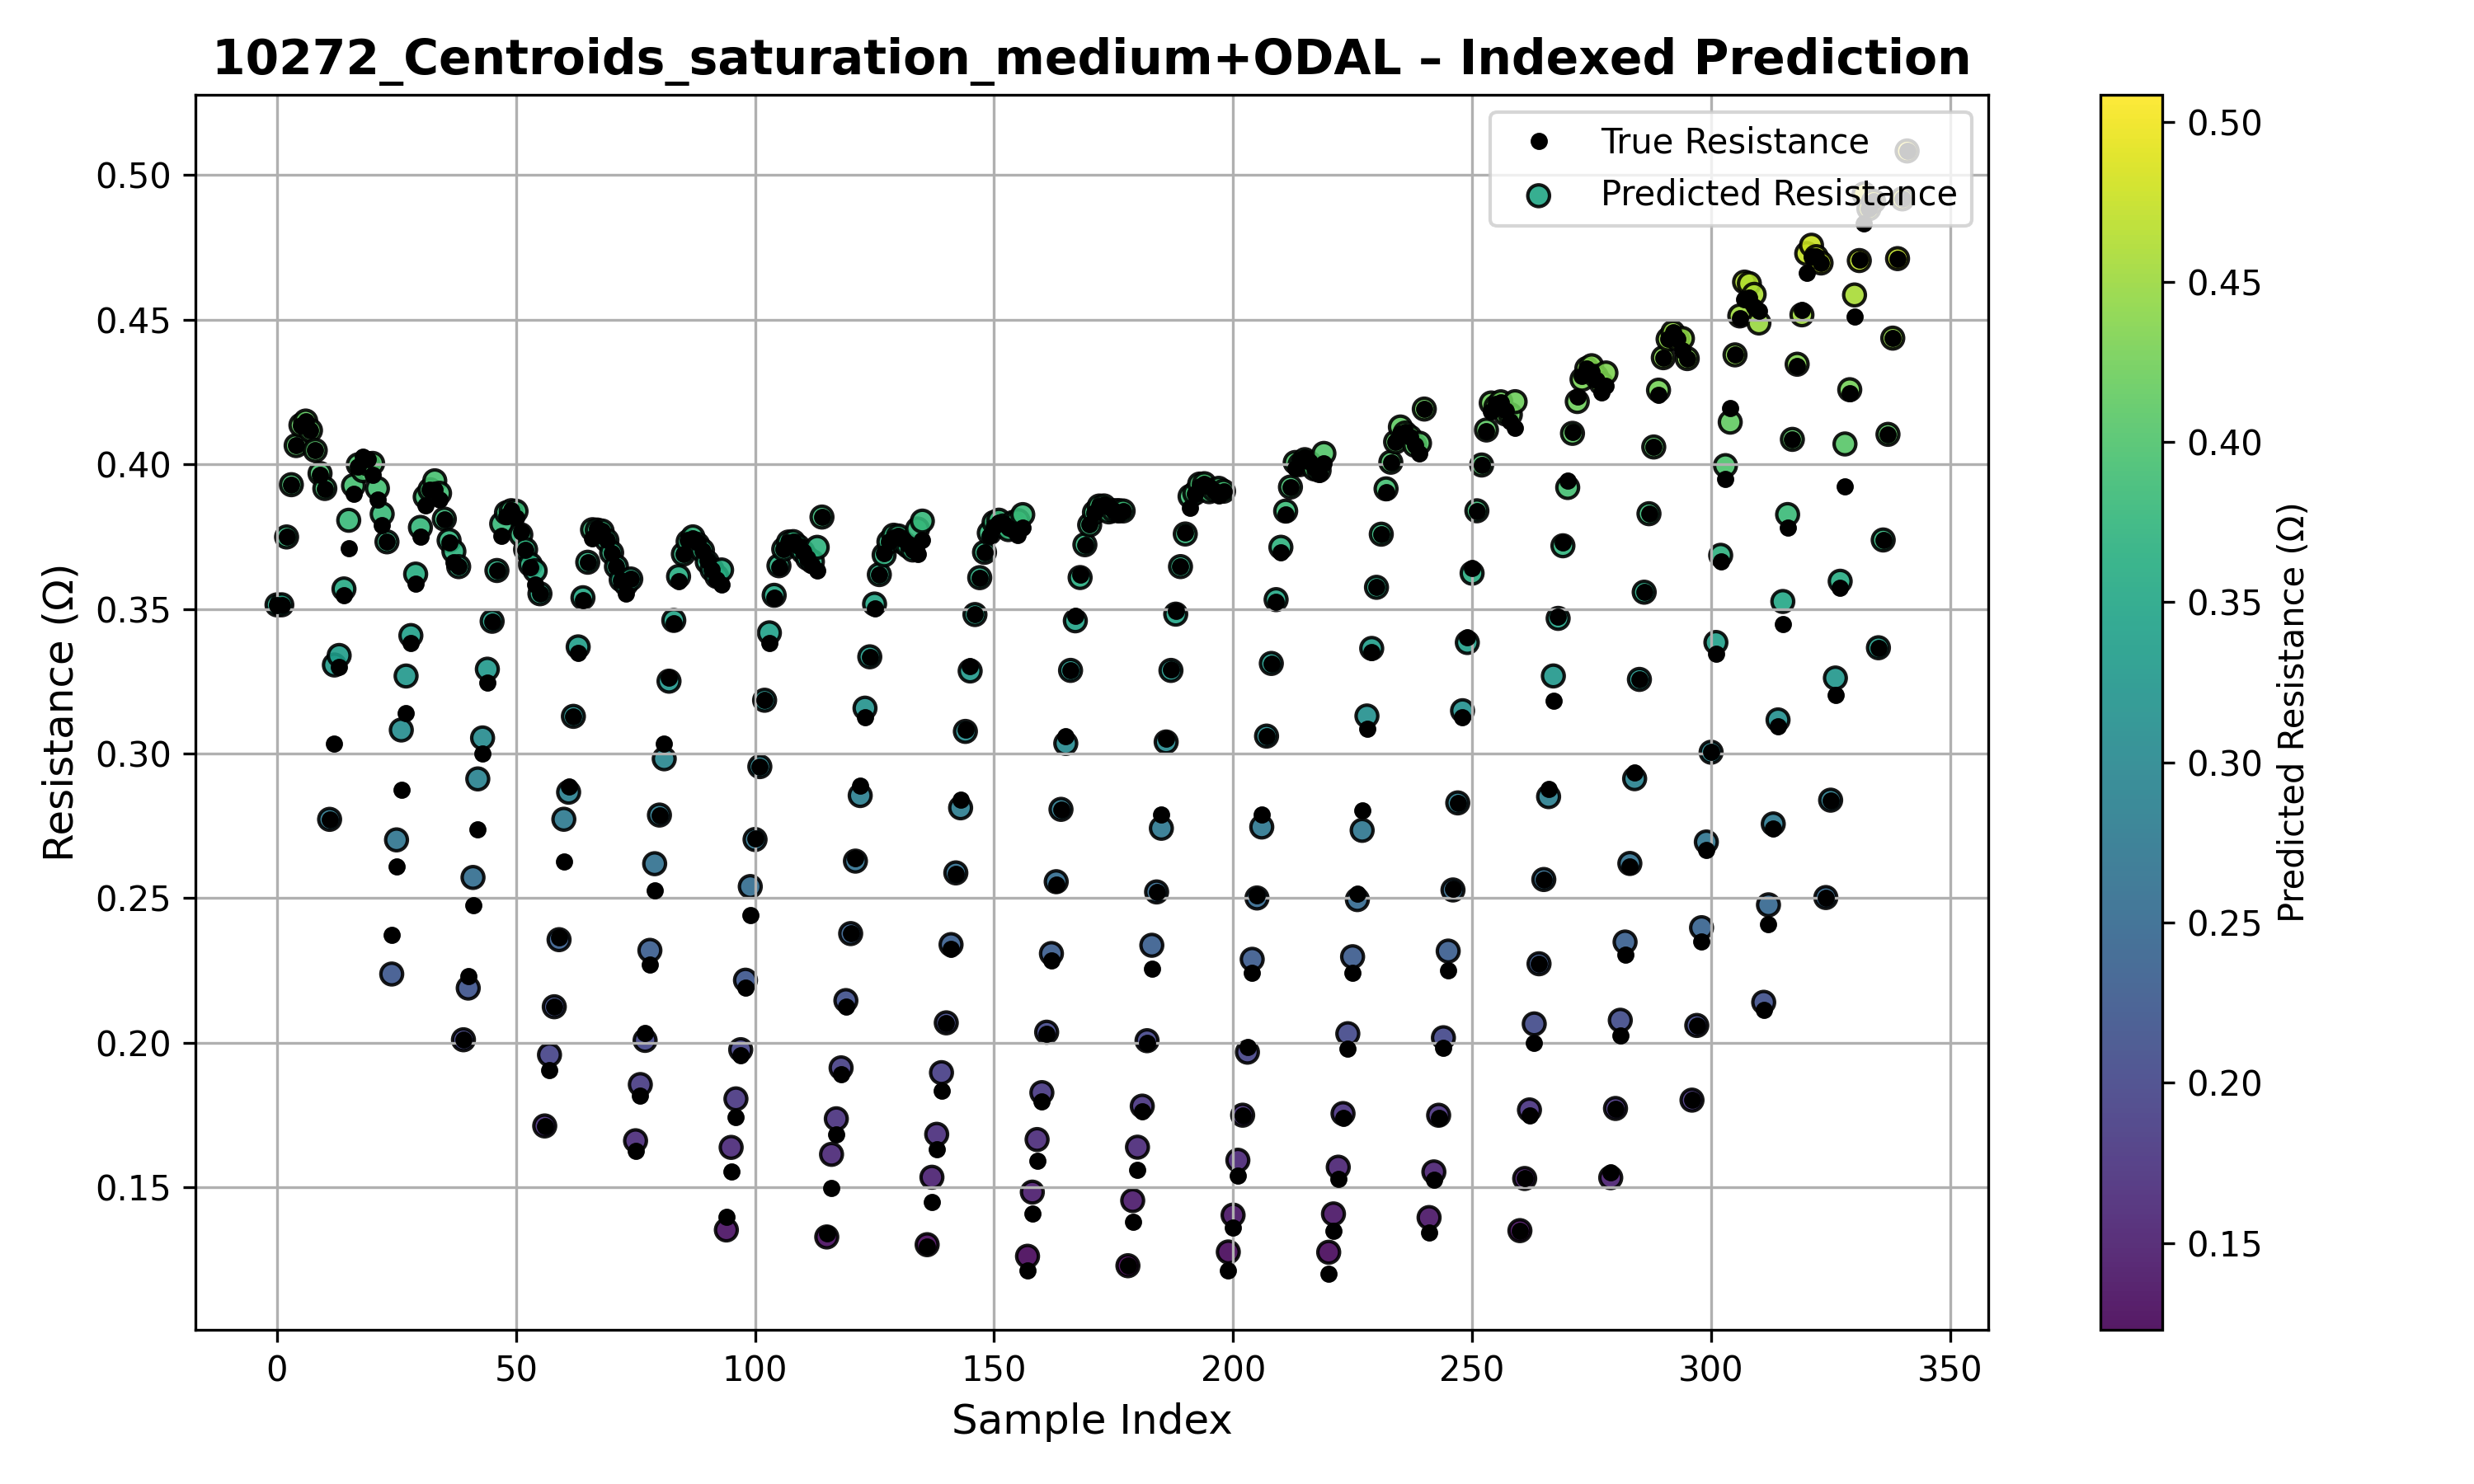 10272_Centroids_saturation_medium+ODAL – Indexed Prediction
True Resistance
Predicted Resistance
Resistance (Ω)
0.50
0.45
0.40
0.35
0.30
0.25
0.20
0.15
0 50 100 150 200 250 300 350
Sample Index
0.50
0.45
0.40
0.35
0.30
0.25
0.20
0.15
Predicted Resistance (Ω)